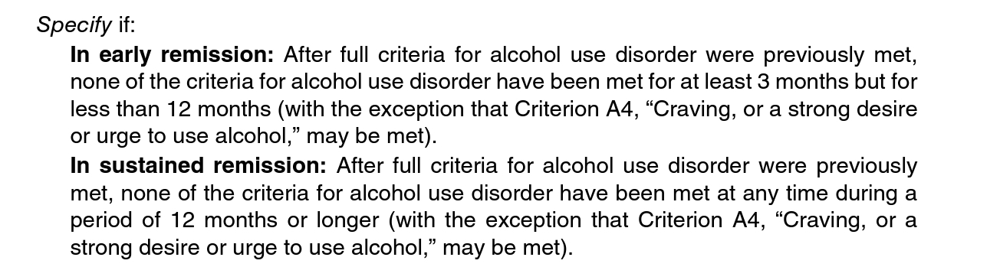 Specify if:
In early remission: After full criteria for alcohol use disorder were previously met,
none of the criteria for alcohol use disorder have been met for at least 3 months but for
less than 12 months (with the exception that Criterion A4, “Craving, or a strong desire
or urge to use alcohol,” may be met).
In sustained remission: After full criteria for alcohol use disorder were previously
met, none of the criteria for alcohol use disorder have been met at any time during a
period of 12 months or longer (with the exception that Criterion A4, “Craving, or a
strong desire or urge to use alcohol,” may be met).